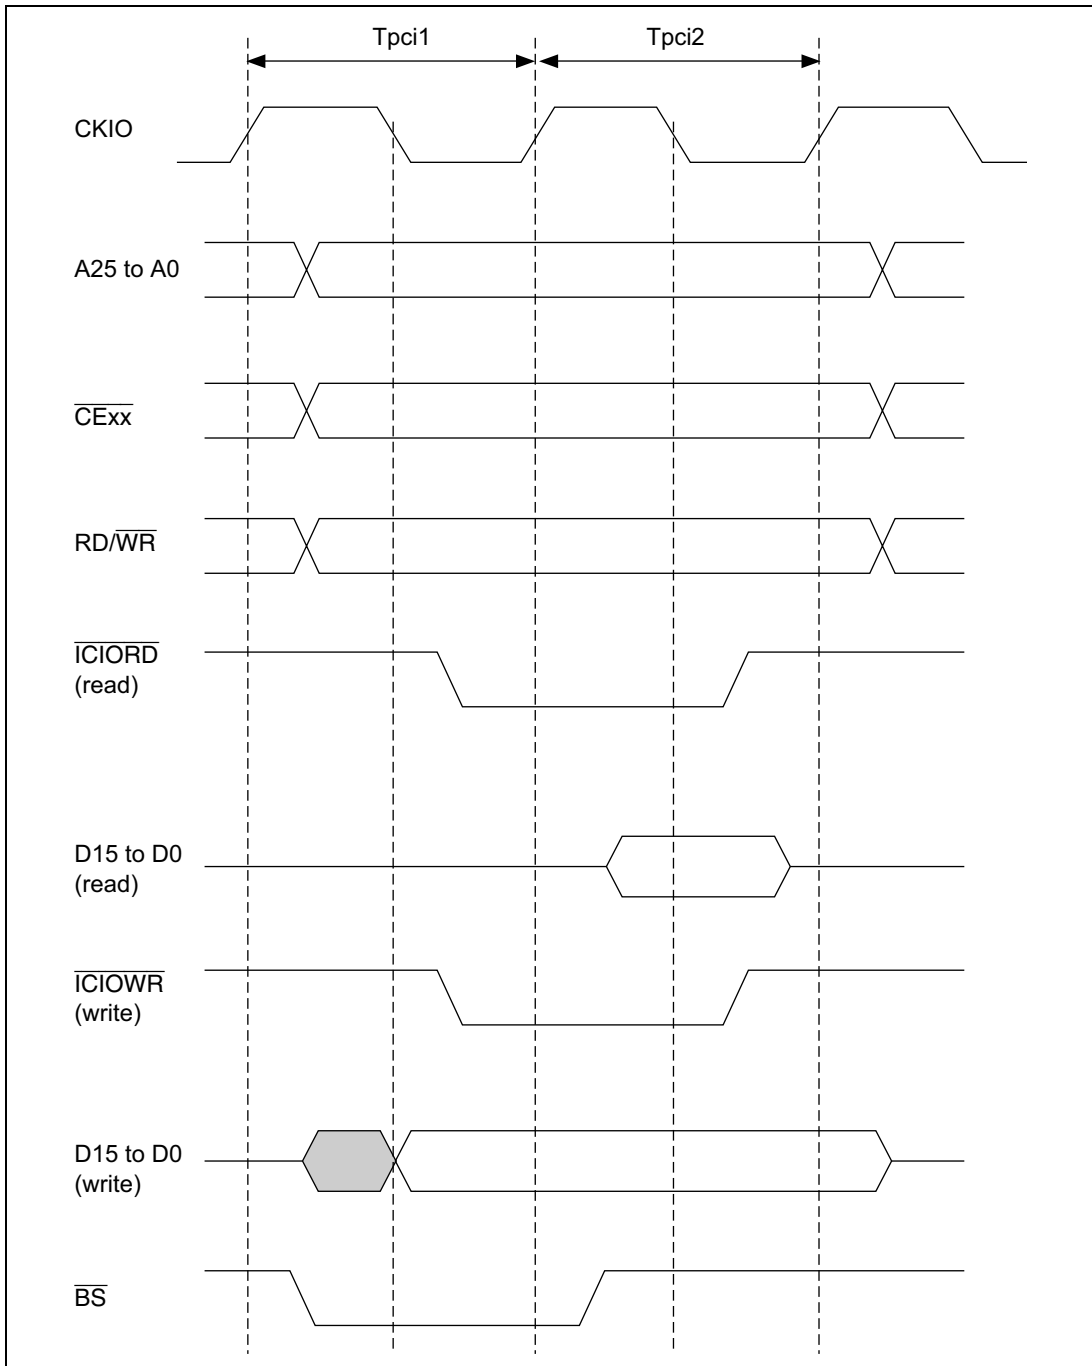 Tpci1 Tpci2
CKIO
A25 to A0
CExx
RD/WR
ICIORD
(read)
D15 to D0
(read)
ICIOWR
(write)
D15 to D0
(write)
BS